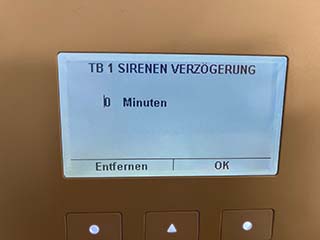 TB 1 SIRENEN VERZÖGERUNG
0 Minuten
Entfernen OK